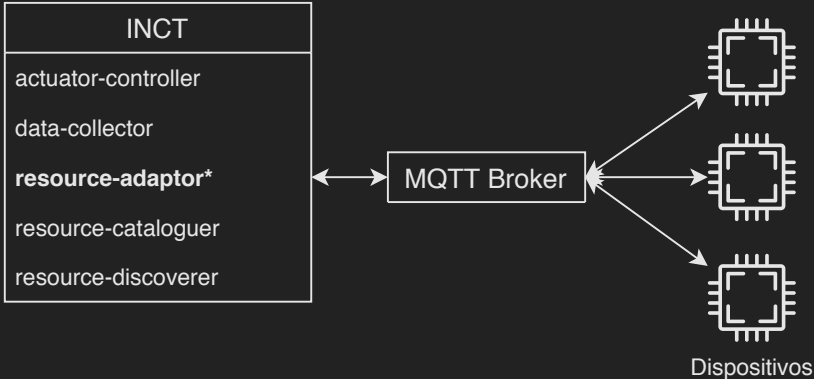 INCT
actuator-controller
data-collector
resource-adaptor*
resource-cataloguer
resource-discoverer
MQTT Broker
Dispositivos